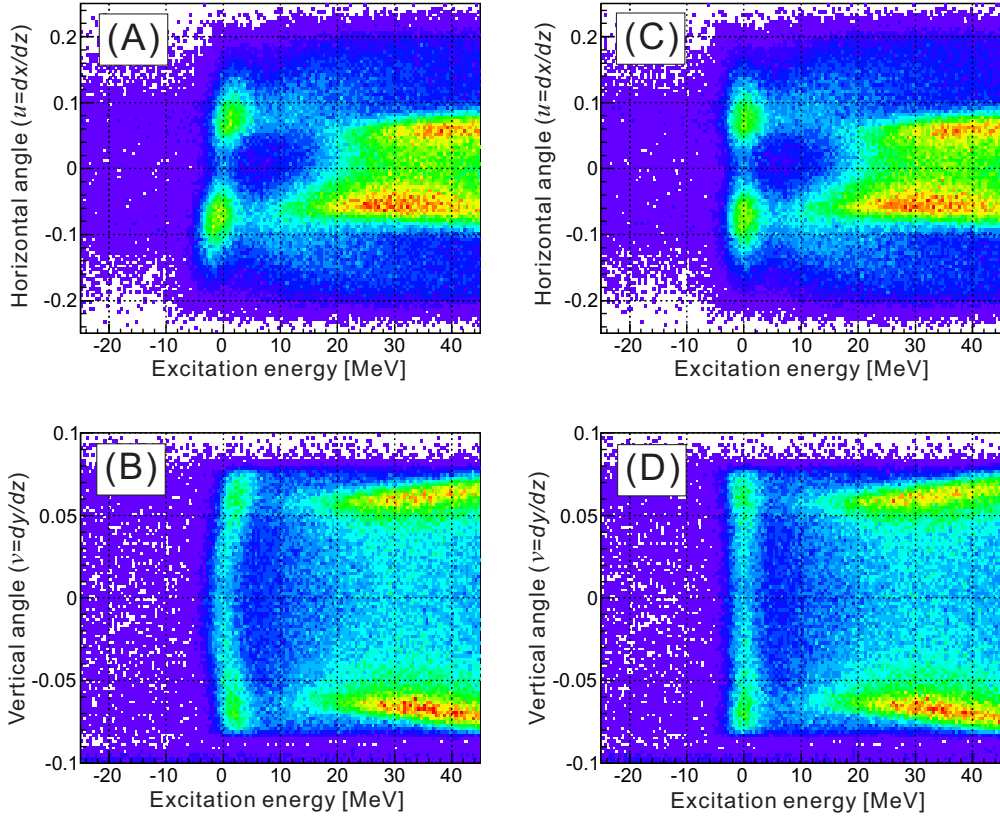 (A)
Horizontal angle (u=dx/dz)
0.2
0.1
0
-0.1
-0.2
-20 -10 0 10 20 30 40
Excitation energy [MeV]
(C)
Horizontal angle (u=dx/dz)
0.2
0.1
0
-0.1
-0.2
-20 -10 0 10 20 30 40
Excitation energy [MeV]
(B)
Vertical angle (v=dy/dz)
0.1
0.05
0
-0.05
-0.1
-20 -10 0 10 20 30 40
Excitation energy [MeV]
(D)
Vertical angle (v=dy/dz)
0.1
0.05
0
-0.05
-0.1
-20 -10 0 10 20 30 40
Excitation energy [MeV]